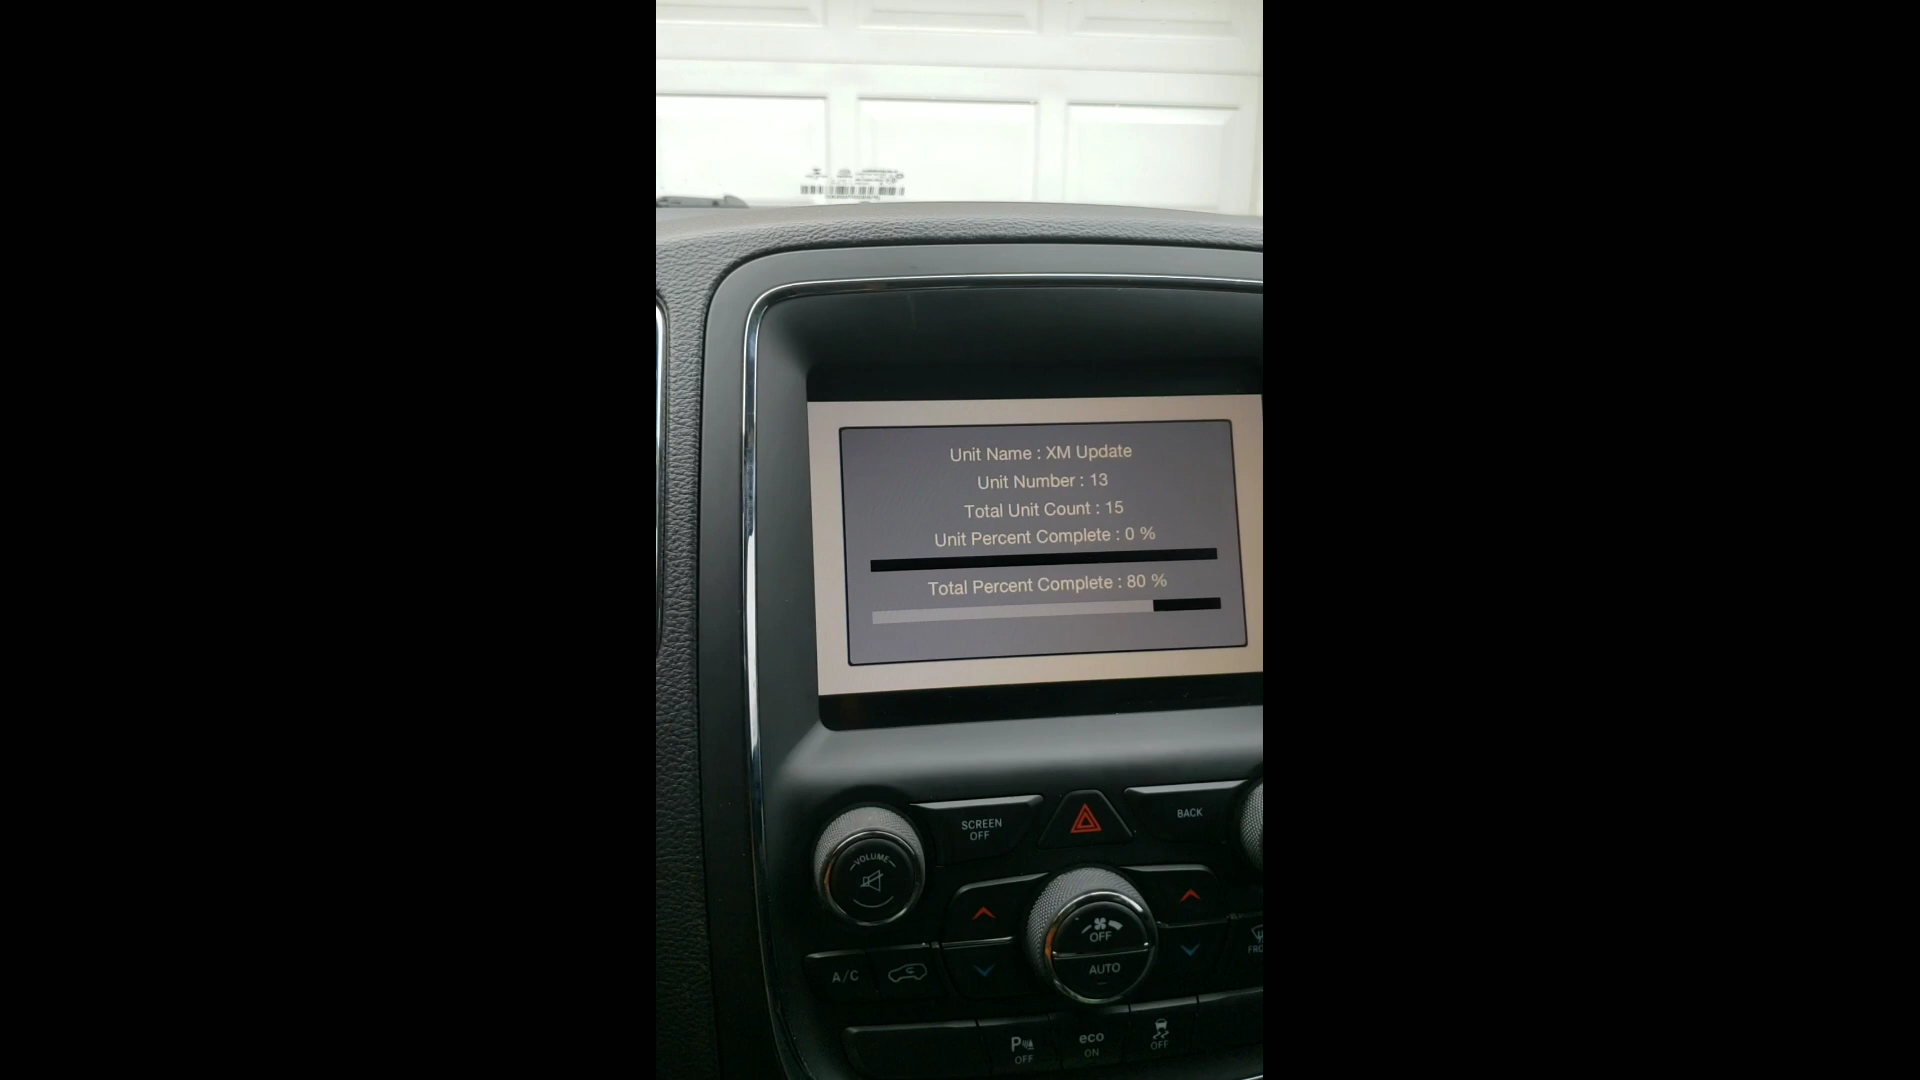 Unit Name : XM Update
Unit Number : 13
Total Unit Count : 15
Unit Percent Complete : 0 %
Total Percent Complete : 80 %
SCREEN
OFF
BACK
VOLUME
OFF
AUTO
A/C
P
OFF
eco
ON
OFF